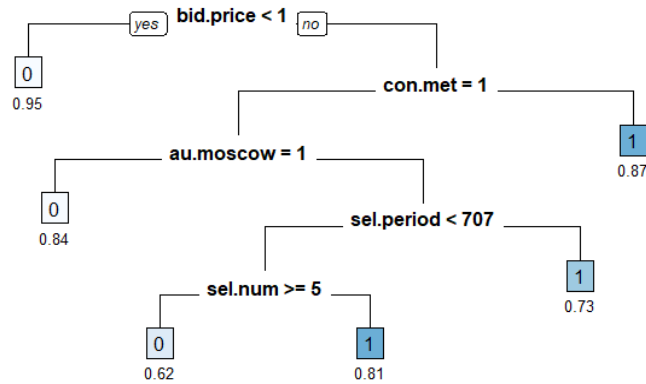 bid.price < 1
yes
no
0
0.95
con.met = 1
1
0.87
au.moscow = 1
0
0.84
sel.period < 707
1
0.73
sel.num >= 5
0
0.62
1
0.81